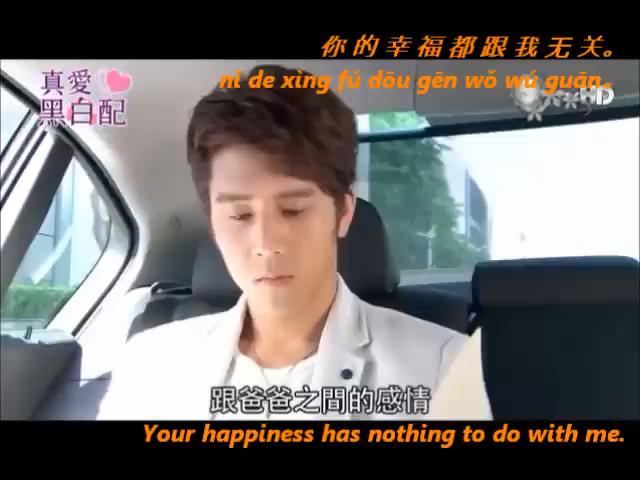 你的幸福都跟我无关。
nǐ de xìng fú dōu gēn wǒ wú guān。
真愛
黑白配
HD
跟爸爸之間的感情
Your happiness has nothing to do with me.